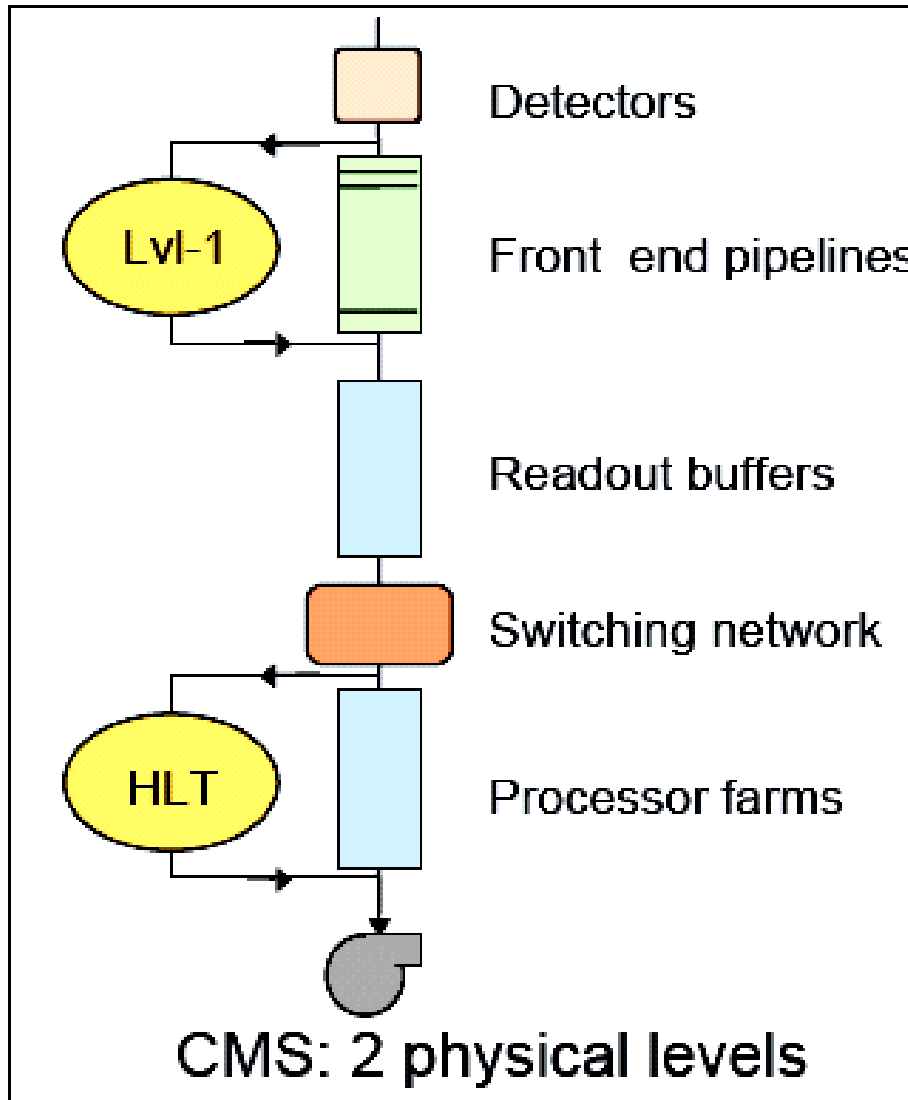 Detectors
Lvl-1
Front end pipelines
Readout buffers
Switching network
HLT
Processor farms
CMS: 2 physical levels